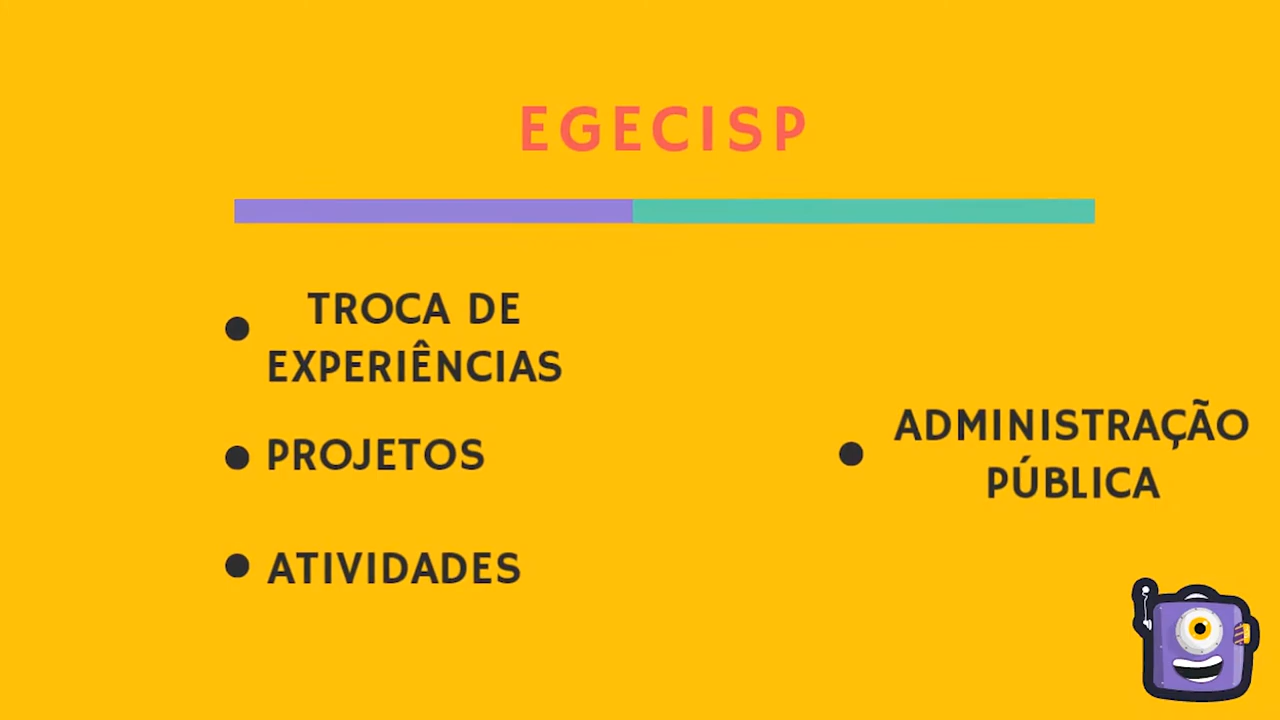 EGECISP
TROCA DE
EXPERIÊNCIAS
PROJETOS
ATIVIDADES
ADMINISTRAÇÃO
PÚBLICA